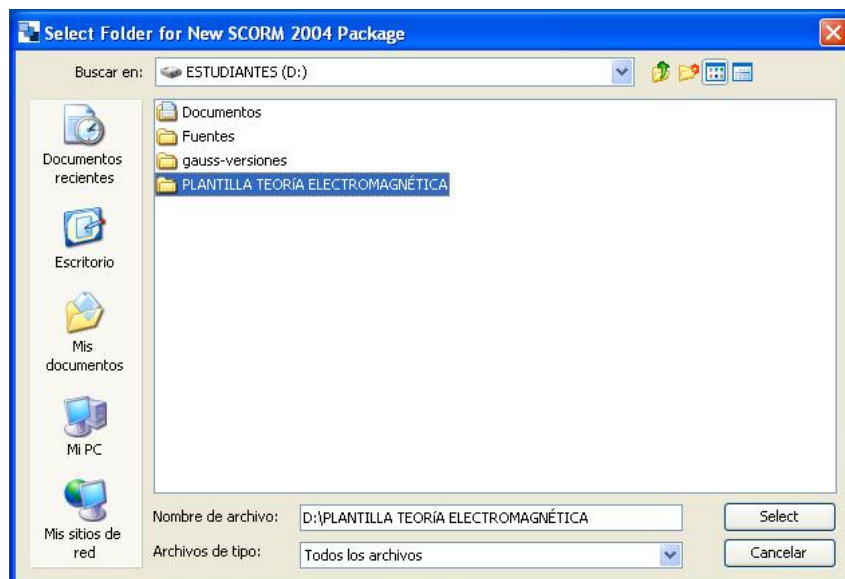 Select Folder for New SCORM 2004 Package
Buscar en:
ESTUDIANTES (D:)
Documentos
recientes
Escritorio
Mis
documentos
Mi PC
Mis sitios de
red
Documentos
Fuentes
gauss-versiones
PLANTILLA TEORíA ELECTROMAGNÉTICA
Nombre de archivo:
D:\PLANTILLA TEORíA ELECTROMAGNÉTICA
Select
Archivos de tipo:
Todos los archivos
Cancelar